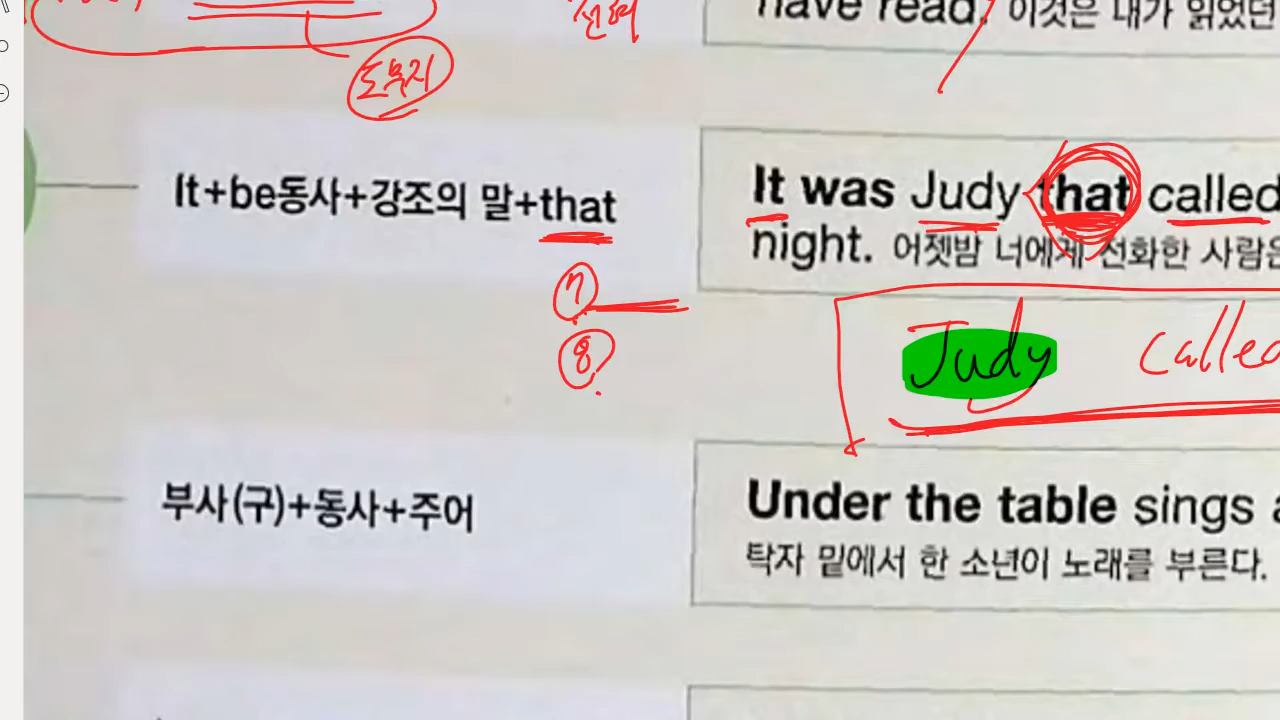 have read. 이것은 내가 읽었던
도무지
It+be동사+강조의 말+that
It was Judy that called
night. 어젯밤 너에게 전화한 사람은
7
8
Judy called
부사(구)+동사+주어
Under the table sings a
탁자 밑에서 한 소년이 노래를 부른다.